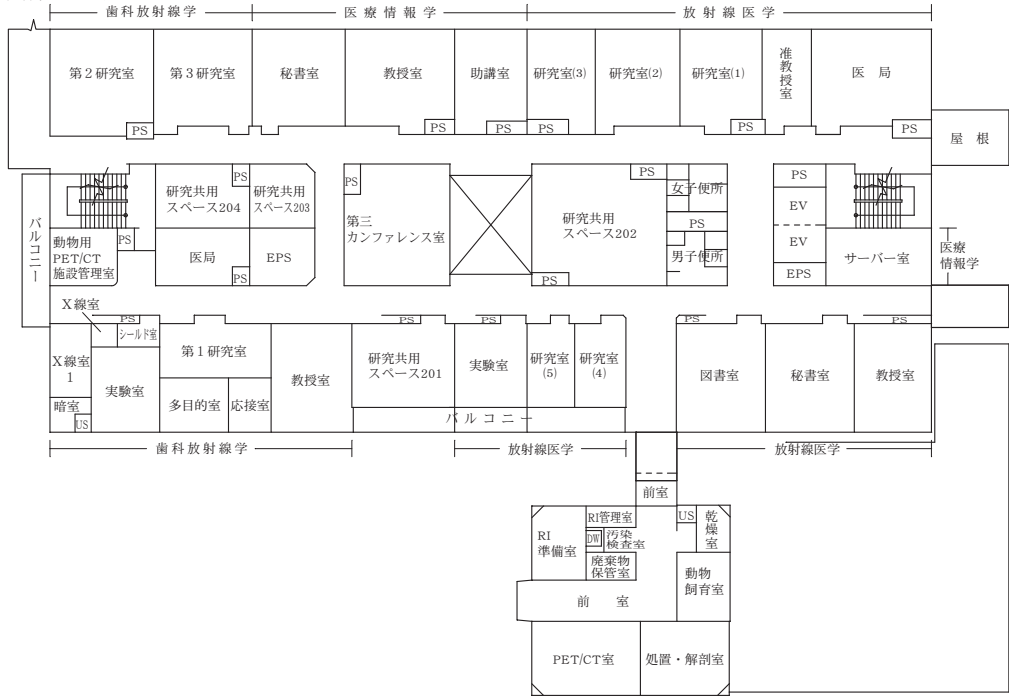 歯科放射線学
医療情報学
放射線医学
第2研究室
第3研究室
秘書室
教授室
助講室
研究室(3)
研究室(2)
研究室(1)
准教授室
医局
PS
PS
PS
PS
PS
PS
屋根
バルコニー
動物用
PET/CT
施設管理室
PS
研究共用
スペース204
PS
研究共用
スペース203
医局
PS
EPS
PS
第三
カンファレンス室
PS
研究共用
スペース202
PS
女子便所
PS
男子便所
PS
EV
EV
EPS
サーバー室
医療
情報学
X線室
PS
シールド室
X線室
1
暗室
US
実験室
第1研究室
多目的室
応接室
教授室
PS
研究共用
スペース201
PS
実験室
研究室
(5)
研究室
(4)
バルコニー
PS
図書室
秘書室
PS
教授室
歯科放射線学
放射線医学
放射線医学
前室
RI
準備室
RI管理室
DW
汚染
検査室
廃棄物
保管室
US
乾燥室
動物
飼育室
前室
PET/CT室
処置・解剖室